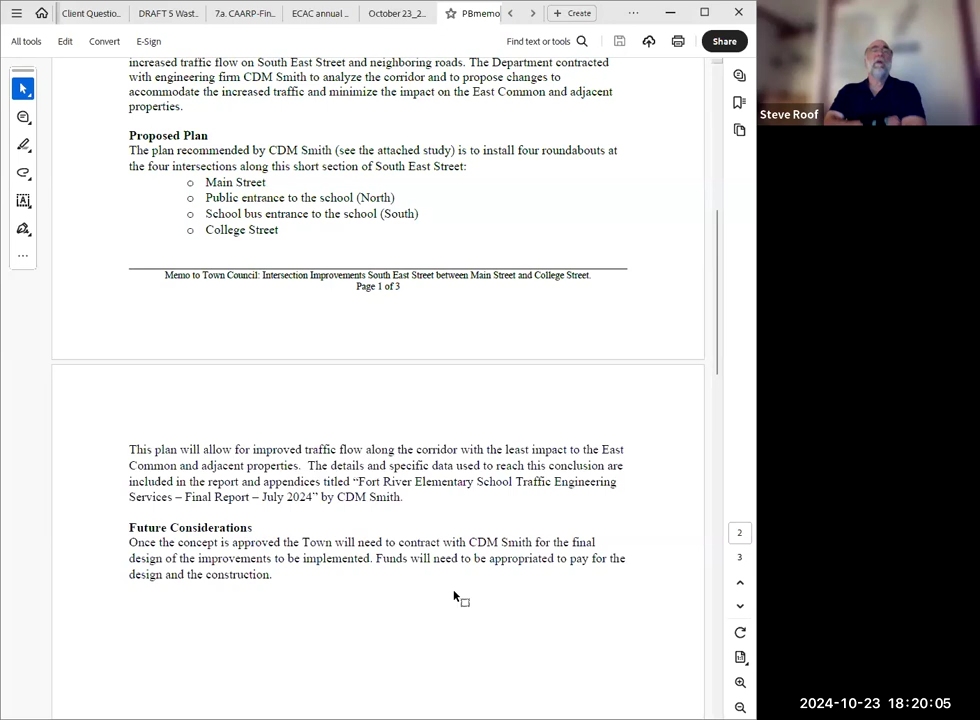 Client Questio..
DRAFT 5 Wast..
7a. CAARP-Fin...
ECAC annual ..
October 23_2...
PBmemo
Create
All tools
Edit
Convert
E-Sign
Find text or tools
Share
increased traffic flow on South East Street and neighboring roads. The Department contracted
with engineering firm CDM Smith to analyze the corridor and to propose changes to
accommodate the increased traffic and minimize the impact on the East Common and adjacent
properties.
Proposed Plan
The plan recommended by CDM Smith (see the attached study) is to install four roundabouts at
the four intersections along this short section of South East Street:
o Main Street
o Public entrance to the school (North)
o School bus entrance to the school (South)
o College Street
Memo to Town Council: Intersection Improvements South East Street between Main Street and College Street.
Page 1 of 3
This plan will allow for improved traffic flow along the corridor with the least impact to the East
Common and adjacent properties. The details and specific data used to reach this conclusion are
included in the report and appendices titled “Fort River Elementary School Traffic Engineering
Services – Final Report – July 2024” by CDM Smith.
Future Considerations
Once the concept is approved the Town will need to contract with CDM Smith for the final
design of the improvements to be implemented. Funds will need to be appropriated to pay for the
design and the construction.
2
3
Steve Roof
2024-10-23 18:20:05